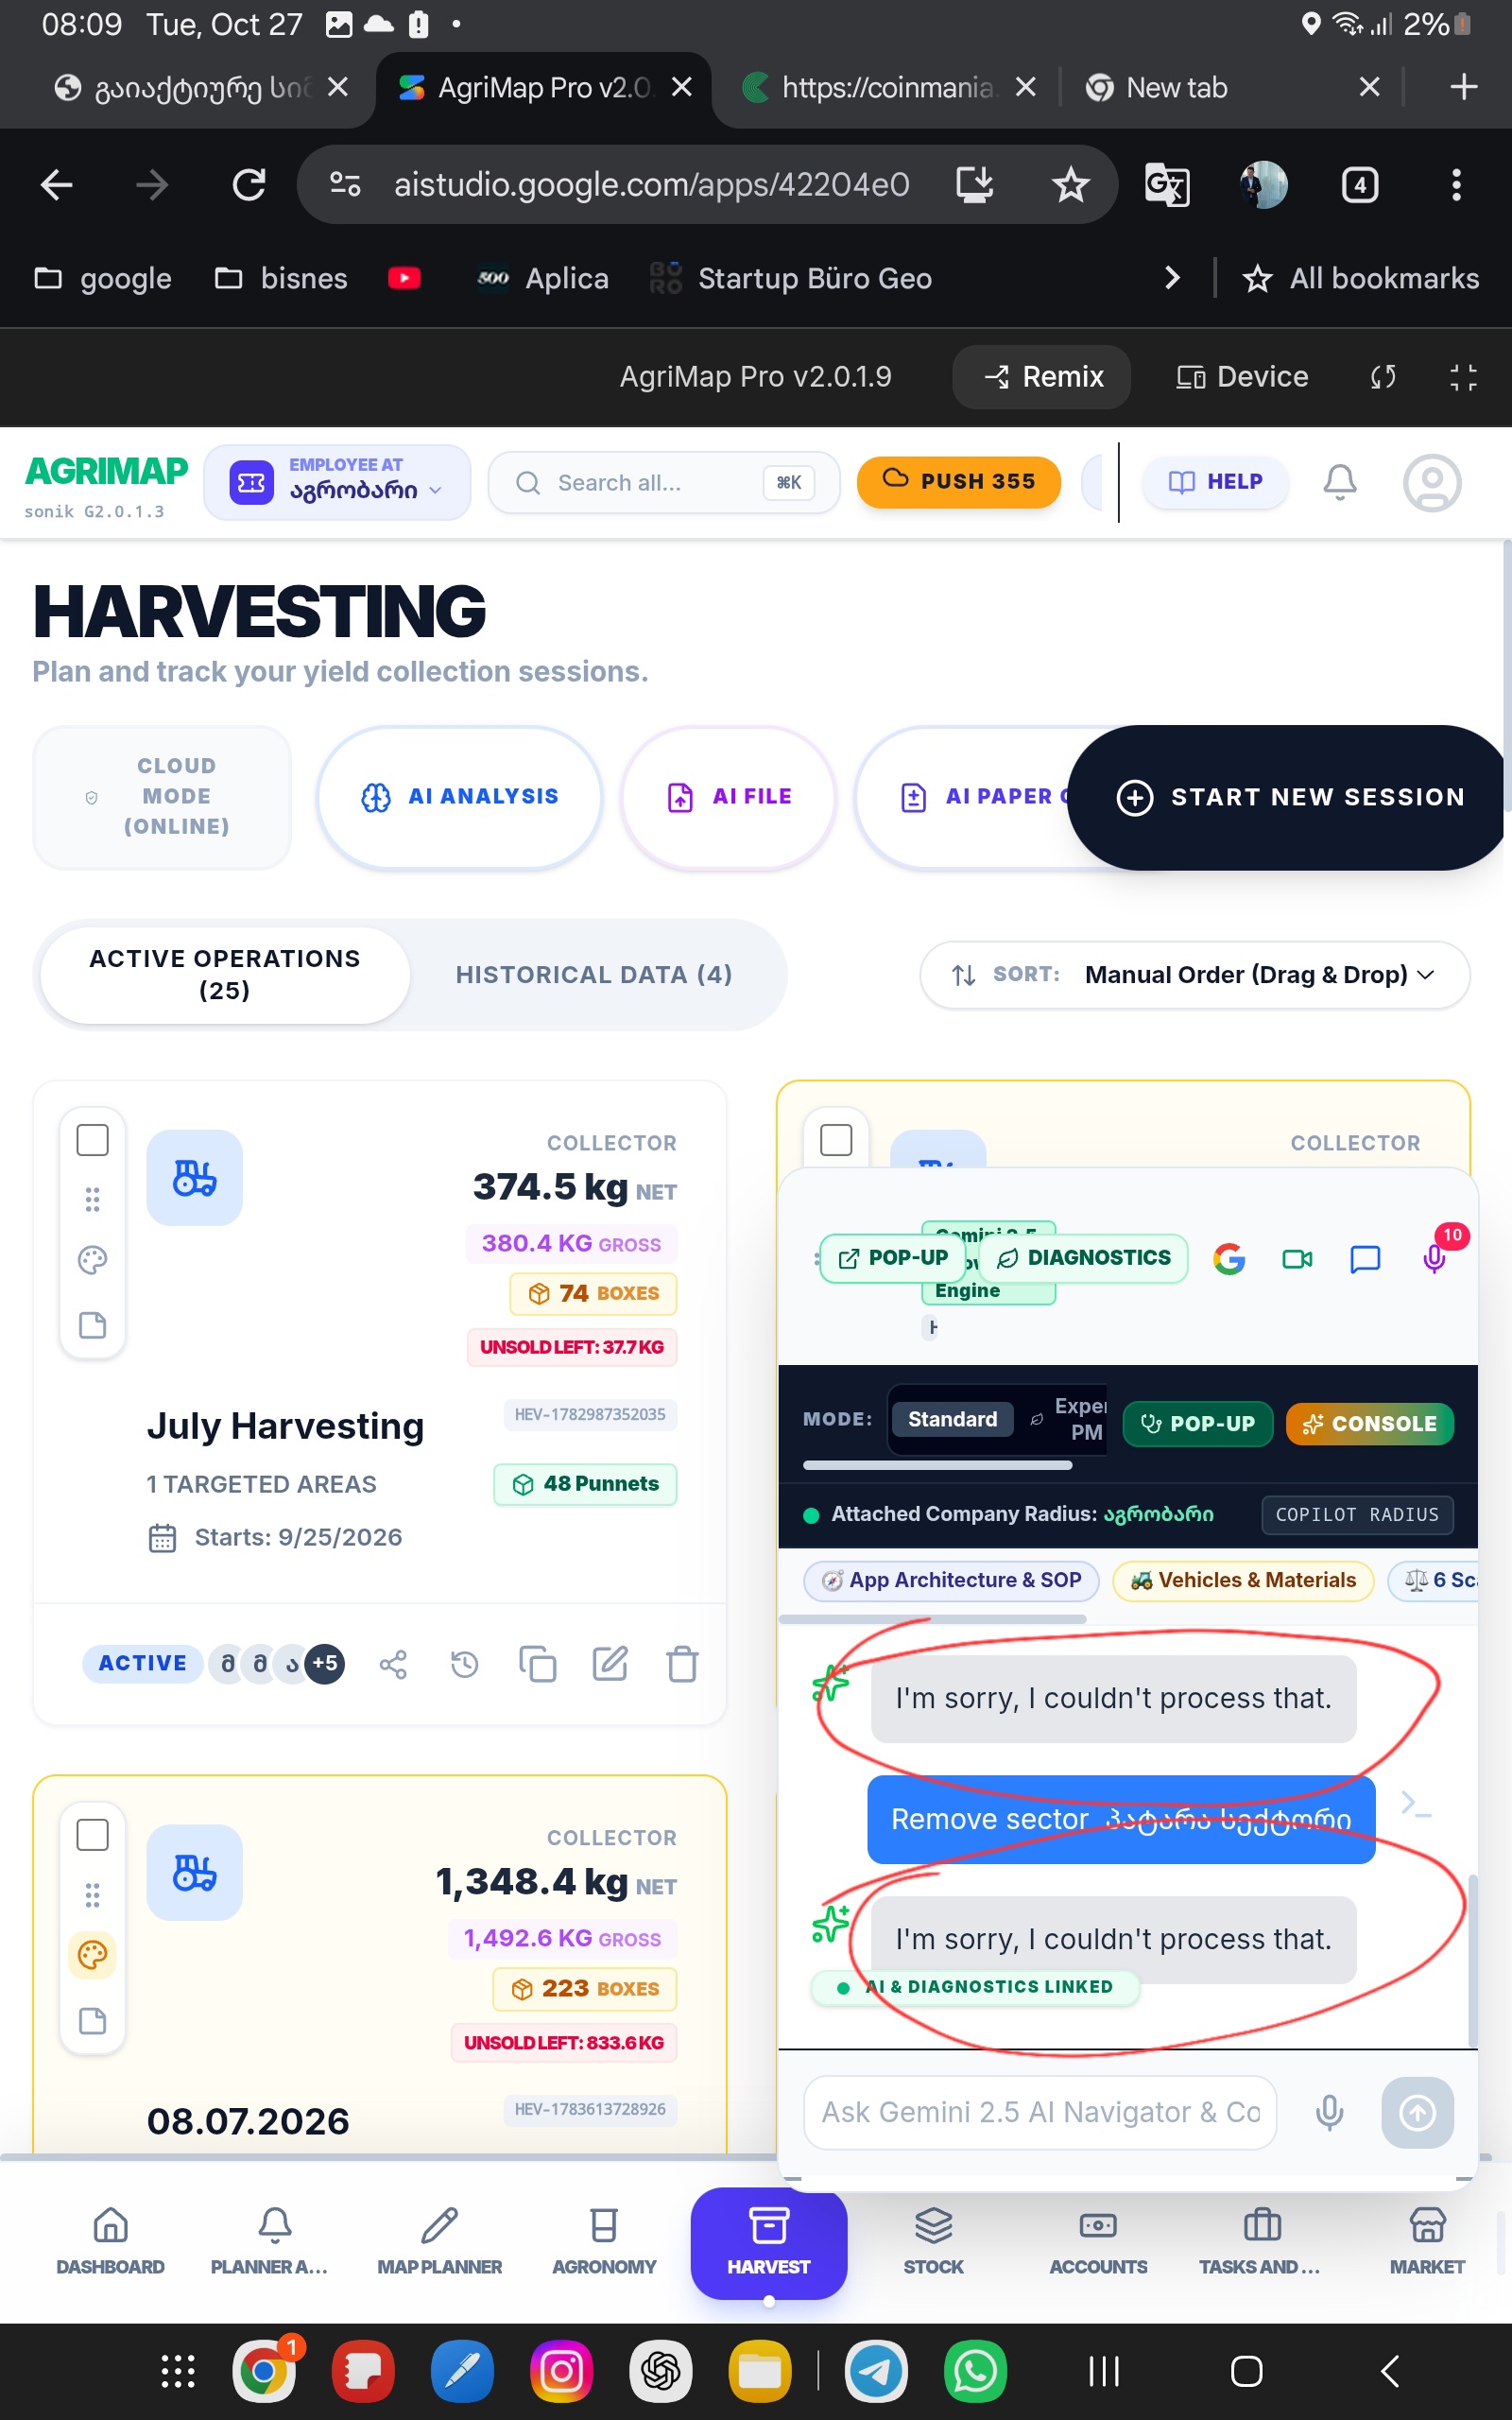 08:09 Tue, Oct 27
2%
AgriMap Pro v2.0
https://coinmania.
New tab
aistudio.google.com/apps/42204e0
4
google
bisnes
500 Aplica
BÜRO Startup Büro Geo
All bookmarks
AgriMap Pro v2.0.1.9
Remix
Device
AGRIMAP
sonik G2.0.1.3
EMPLOYEE AT
აგრობარი
Search all...
⌘K
PUSH 355
HELP
HARVESTING
Plan and track your yield collection sessions.
CLOUD
MODE
(ONLINE)
AI ANALYSIS
AI FILE
AI PAPER
START NEW SESSION
ACTIVE OPERATIONS
(25)
HISTORICAL DATA (4)
SORT: Manual Order (Drag & Drop)
COLLECTOR
374.5 kg NET
380.4 KG GROSS
74 BOXES
UNSOLD LEFT: 37.7 KG
July Harvesting
HEV-1782987352035
1 TARGETED AREAS
48 Punnets
Starts: 9/25/2026
ACTIVE
მ მ ა +5
COLLECTOR
1,348.4 kg NET
1,492.6 KG GROSS
223 BOXES
UNSOLD LEFT: 833.6 KG
08.07.2026
HEV-1783613728926
COLLECTOR
POP-UP
DIAGNOSTICS
Engine
10
MODE:
Standard
PM
POP-UP
CONSOLE
Attached Company Radius: აგრობარი
COPILOT RADIUS
App Architecture & SOP
Vehicles & Materials
6
I'm sorry, I couldn't process that.
Remove sector პატარა სექტორი
I'm sorry, I couldn't process that.
AI & DIAGNOSTICS LINKED
Ask Gemini 2.5 AI Navigator & Co
DASHBOARD
PLANNER A...
MAP PLANNER
AGRONOMY
HARVEST
STOCK
ACCOUNTS
TASKS AND ...
MARKET
1